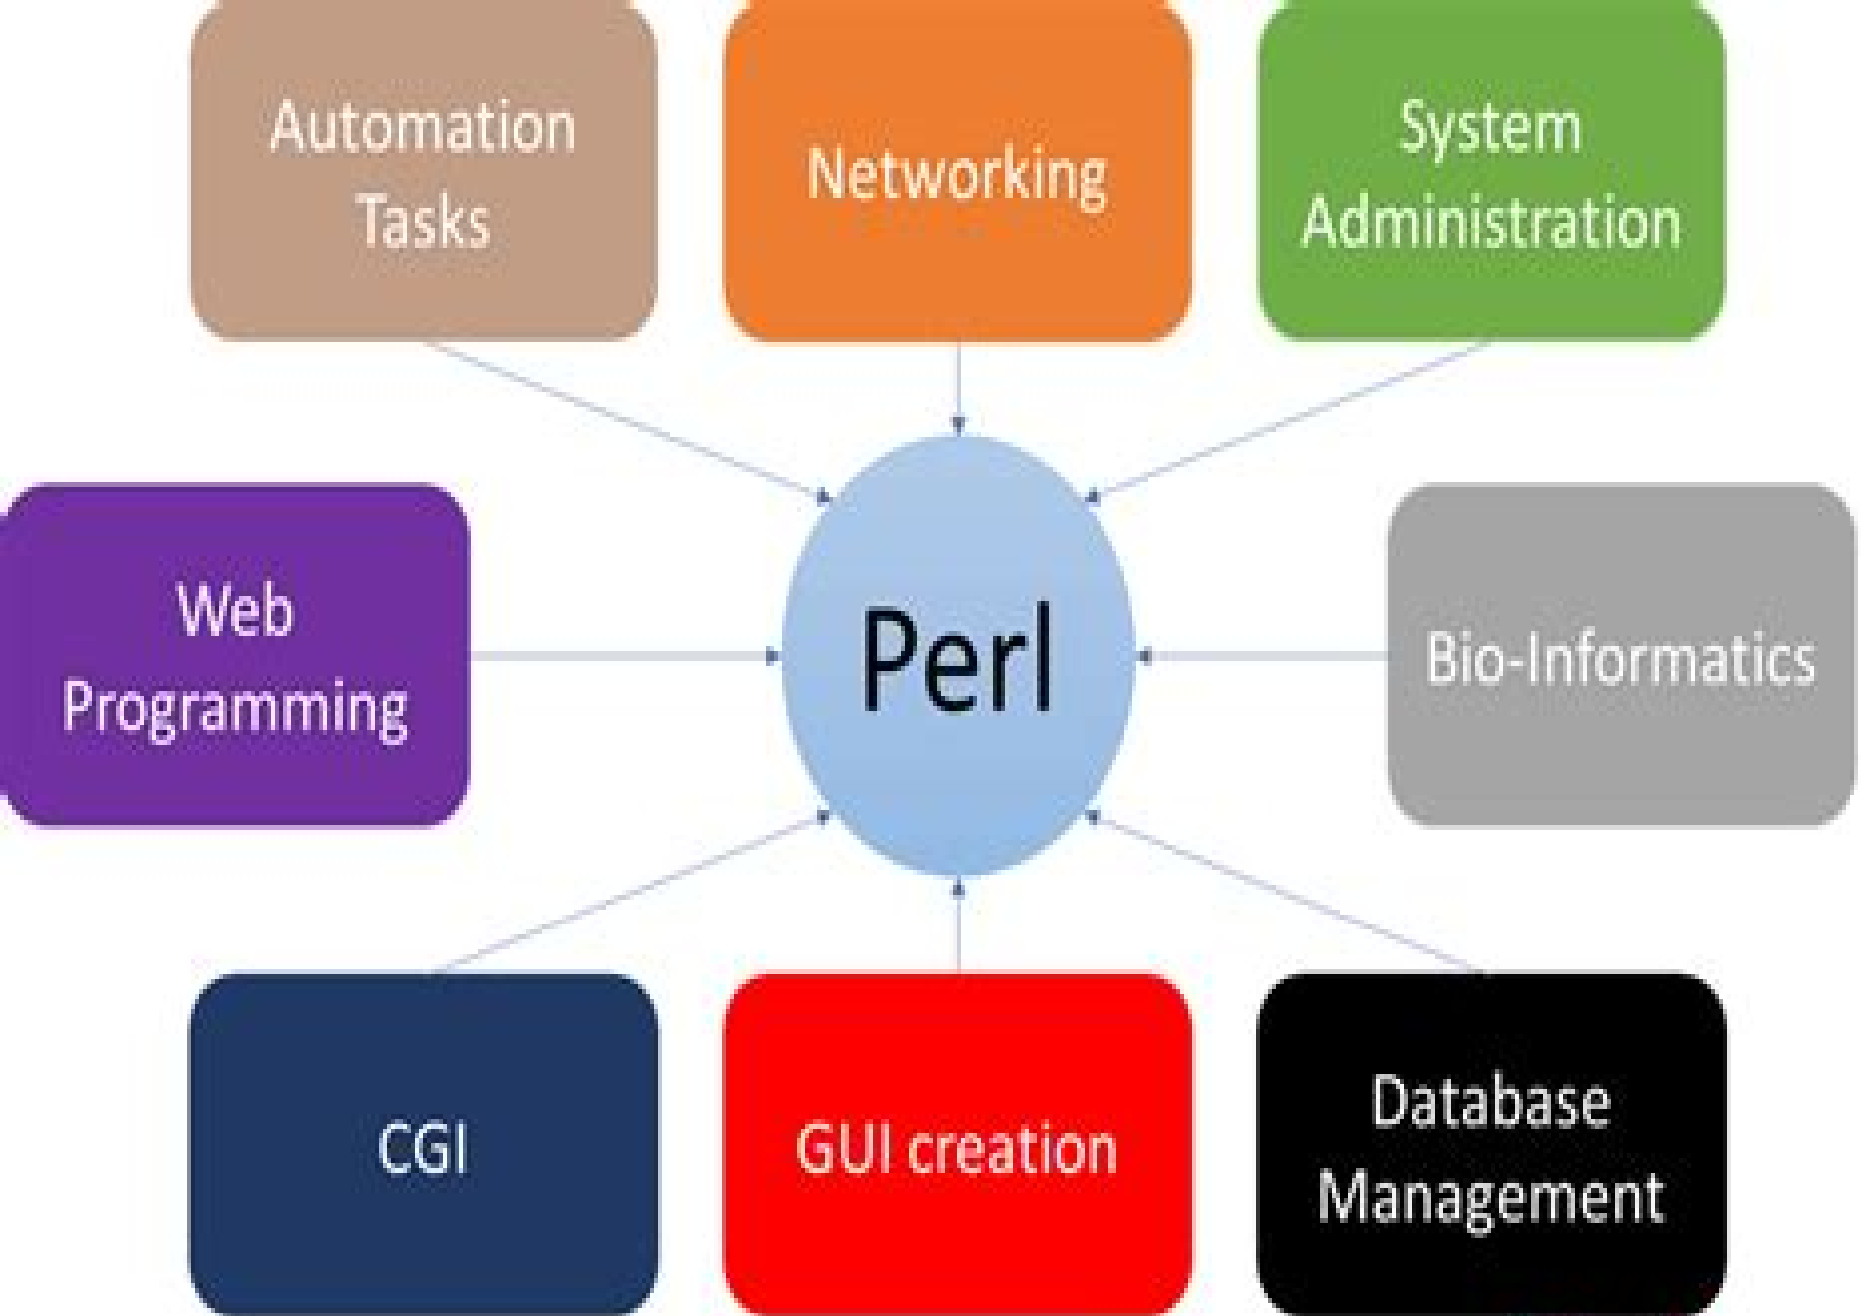 Automation
Tasks
Networking
System
Administration
Web
Programming
Perl
Bio-Informatics
CGI
GUI creation
Database
Management